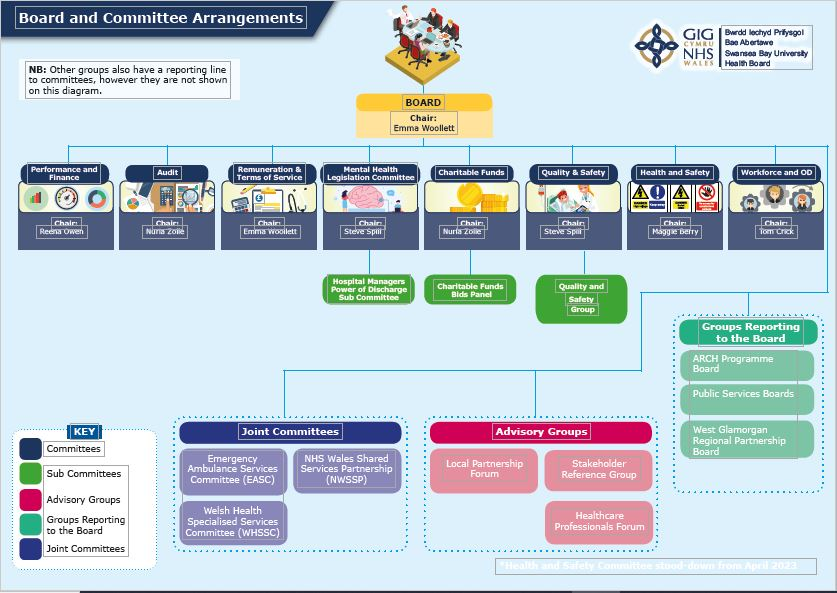 Board and Committee Arrangements
GIG
CYMRU
NHS
WALES
Bwrdd Iechyd Prifysgol
Bae Abertawe
Swansea Bay University
Health Board
NB: Other groups also have a reporting line
to committees, however they are not shown
on this diagram.
BOARD
Chair:
Emma Woollett
Performance and
Finance
Chair:
Reena Owen
Audit
Chair:
Nuria Zolle
Remuneration &
Terms of Service
Chair:
Emma Woollett
Mental Health
Legislation Committee
Chair:
Steve Spill
Charitable Funds
Chair:
Nuria Zolle
Quality & Safety
Chair:
Steve Spill
Health and Safety
Chair:
Maggie Berry
Workforce and OD
Chair:
Tom Crick
Hospital Managers
Power of Discharge
Sub Committee
Charitable Funds
Bids Panel
Quality and
Safety
Group
Groups Reporting
to the Board
ARCH Programme
Board
Public Services Boards
West Glamorgan
Regional Partnership
Board
KEY
Committees
Sub Committees
Advisory Groups
Groups Reporting
to the Board
Joint Committees
Joint Committees
Emergency
Ambulance Services
Committee (EASC)
NHS Wales Shared
Services Partnership
(NWSSP)
Welsh Health
Specialised Services
Committee (WHSSC)
Advisory Groups
Local Partnership
Forum
Stakeholder
Reference Group
Healthcare
Professionals Forum
*Health and Safety Committee stood-down from April 2023